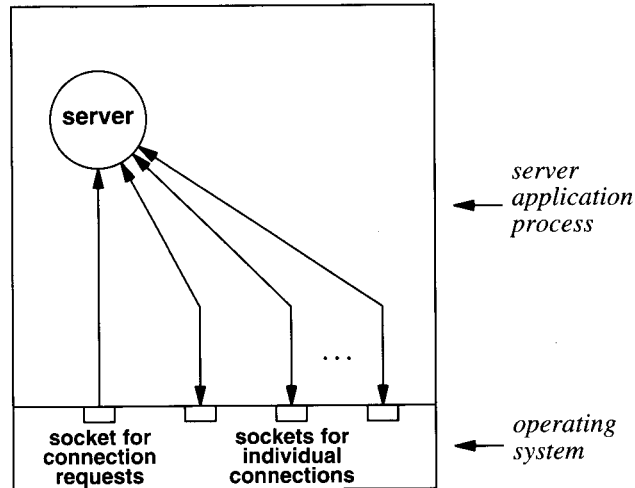 server
server
application
process
...
socket for
connection
requests
sockets for
individual
connections
operating
system